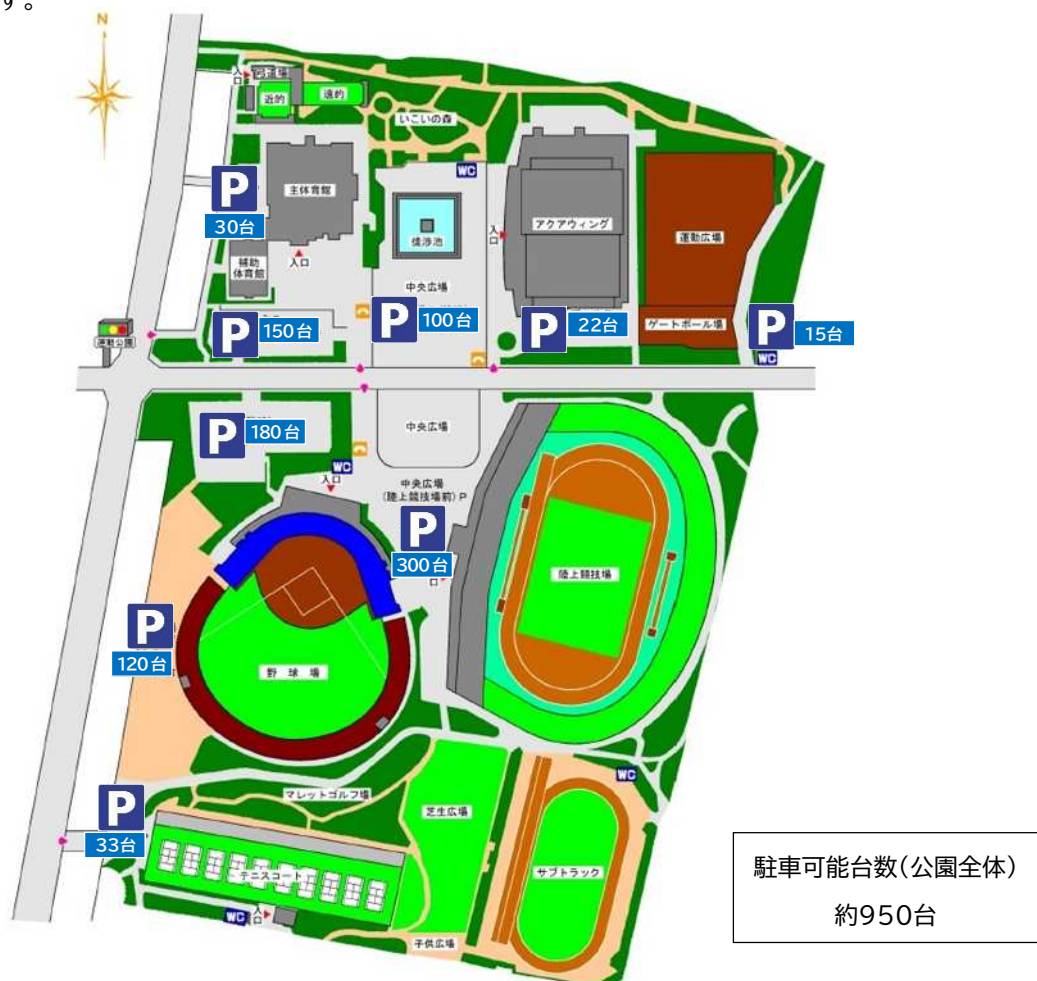 す。
N
入口
弓道場
近的
遠的
いこいの森
WC
P
30台
主体育館
徒渉池
入口
アクアウィング
運動広場
補助
体育館
入口
中央広場
P
150台
P
100台
P
22台
ゲートボール場
P
15台
WC
運動公園
P
180台
中央広場
WC
入口
中央広場
(陸上競技場前)P
P
300台
口
陸上競技場
P
120台
野球場
P
33台
マレットゴルフ場
芝生広場
WC
テニスコート
サブトラック
WC
入口
子供広場
駐車可能台数(公園全体)
約950台